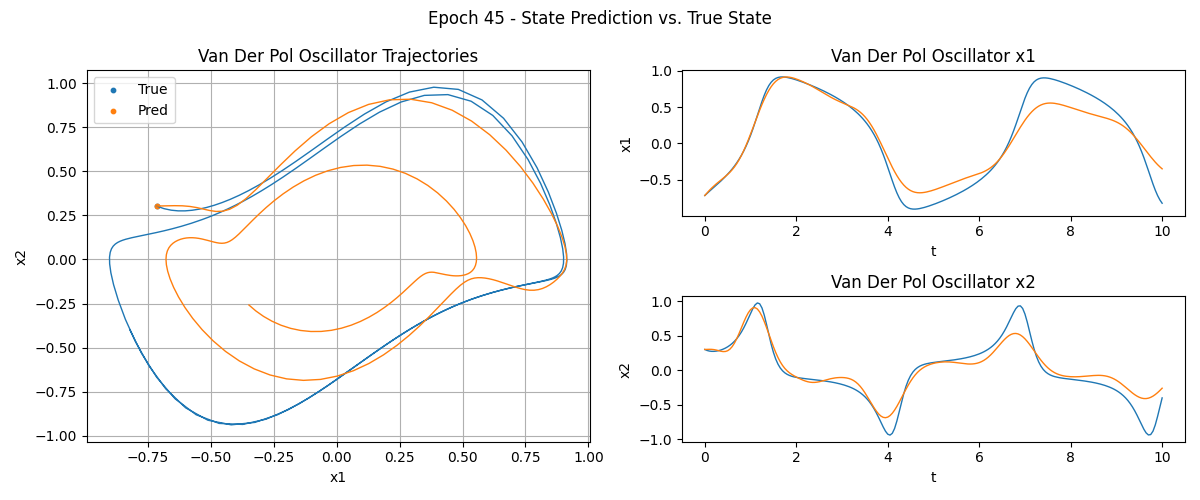 Epoch 45 - State Prediction vs. True State
Van Der Pol Oscillator Trajectories
True
Pred
1.00
0.75
0.50
0.25
0.00
−0.25
−0.50
−0.75
−1.00
x2
−0.75 −0.50 −0.25 0.00 0.25 0.50 0.75 1.00
x1
Van Der Pol Oscillator x1
1.0
0.5
0.0
−0.5
x1
0 2 4 6 8 10
t
Van Der Pol Oscillator x2
1.0
0.5
0.0
−0.5
−1.0
x2
0 2 4 6 8 10
t